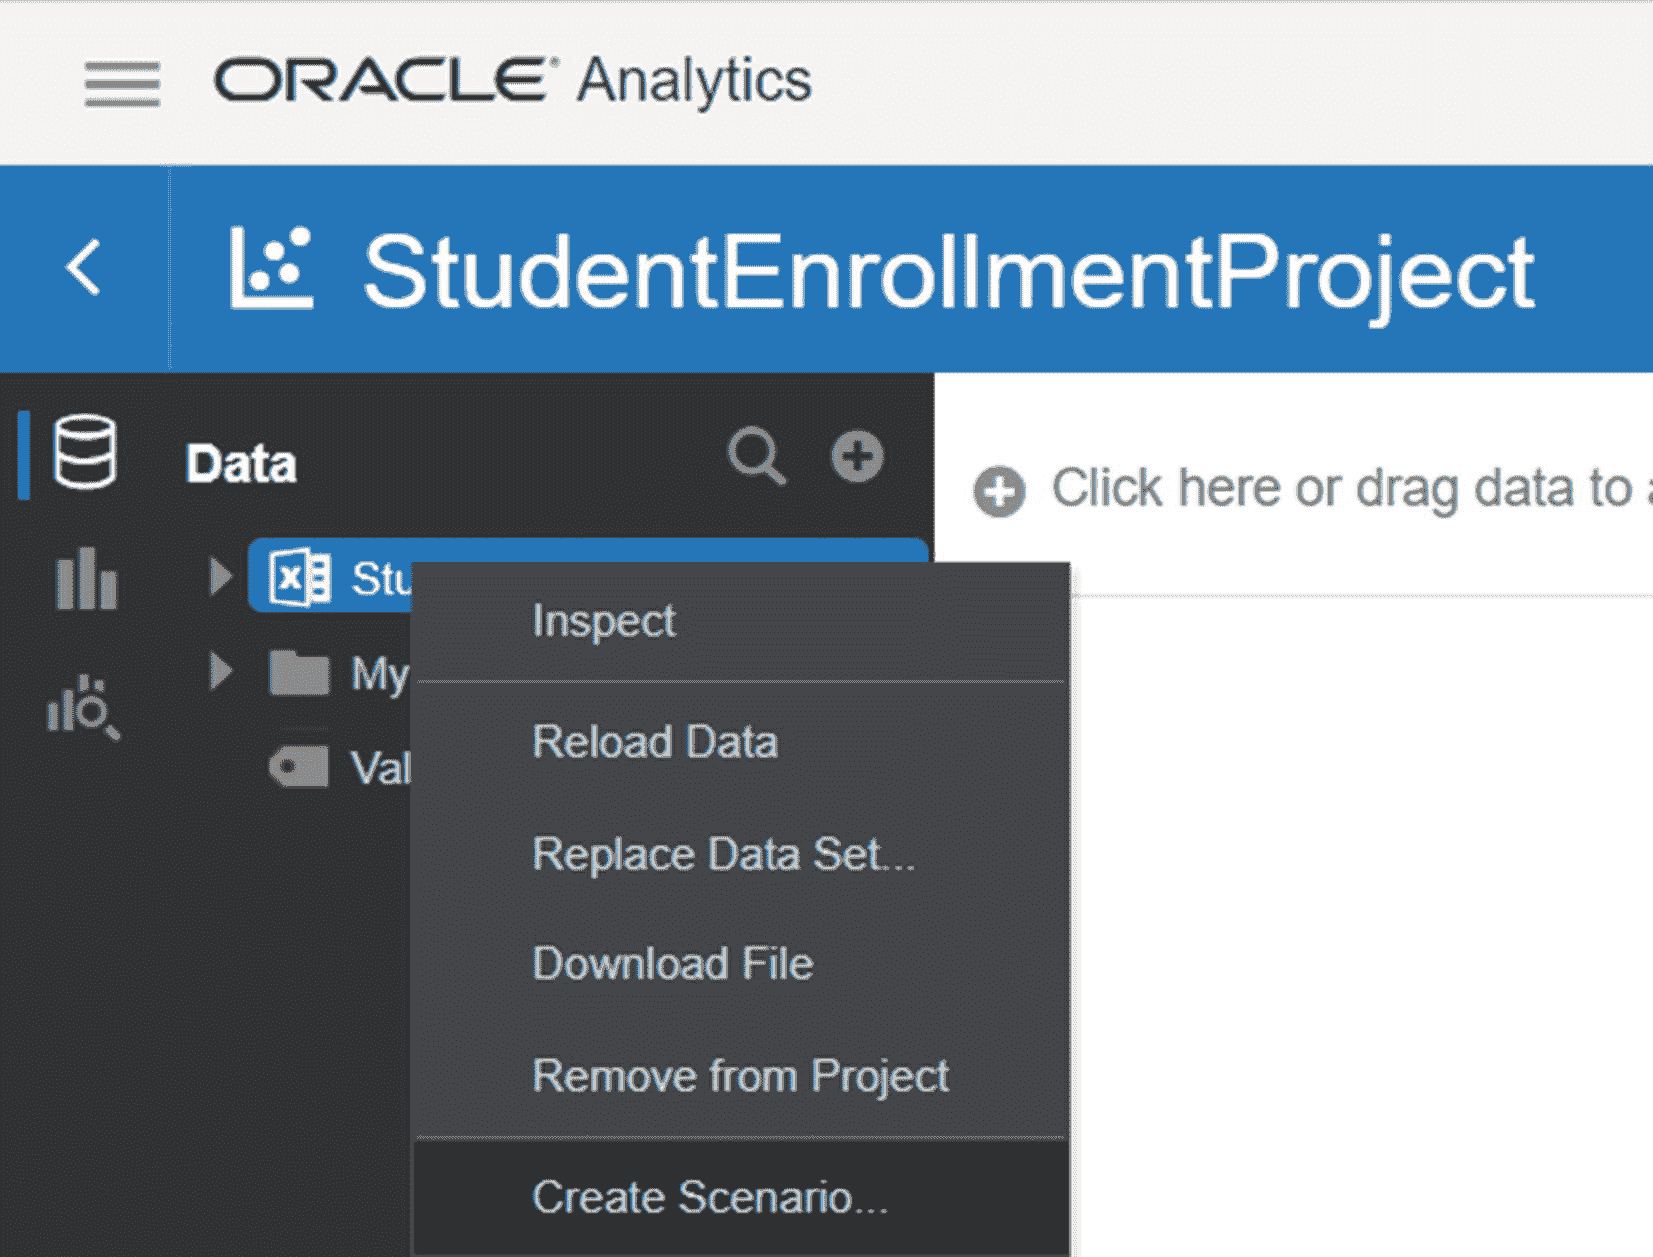 ORACLE® Analytics
StudentEnrollmentProject
Data
Click here or drag data to
Stu
Inspect
My
Reload Data
Val
Replace Data Set...
Download File
Remove from Project
Create Scenario...